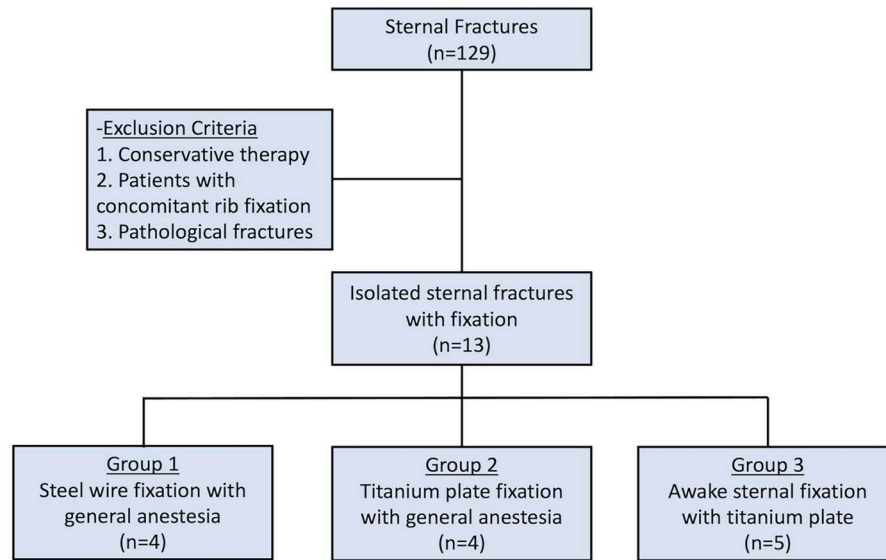 Sternal Fractures
(n=129)
-Exclusion Criteria
1. Conservative therapy
2. Patients with
concomitant rib fixation
3. Pathological fractures
Isolated sternal fractures
with fixation
(n=13)
Group 1
Steel wire fixation with
general anestesia
(n=4)
Group 2
Titanium plate fixation
with general anestesia
(n=4)
Group 3
Awake sternal fixation
with titanium plate
(n=5)